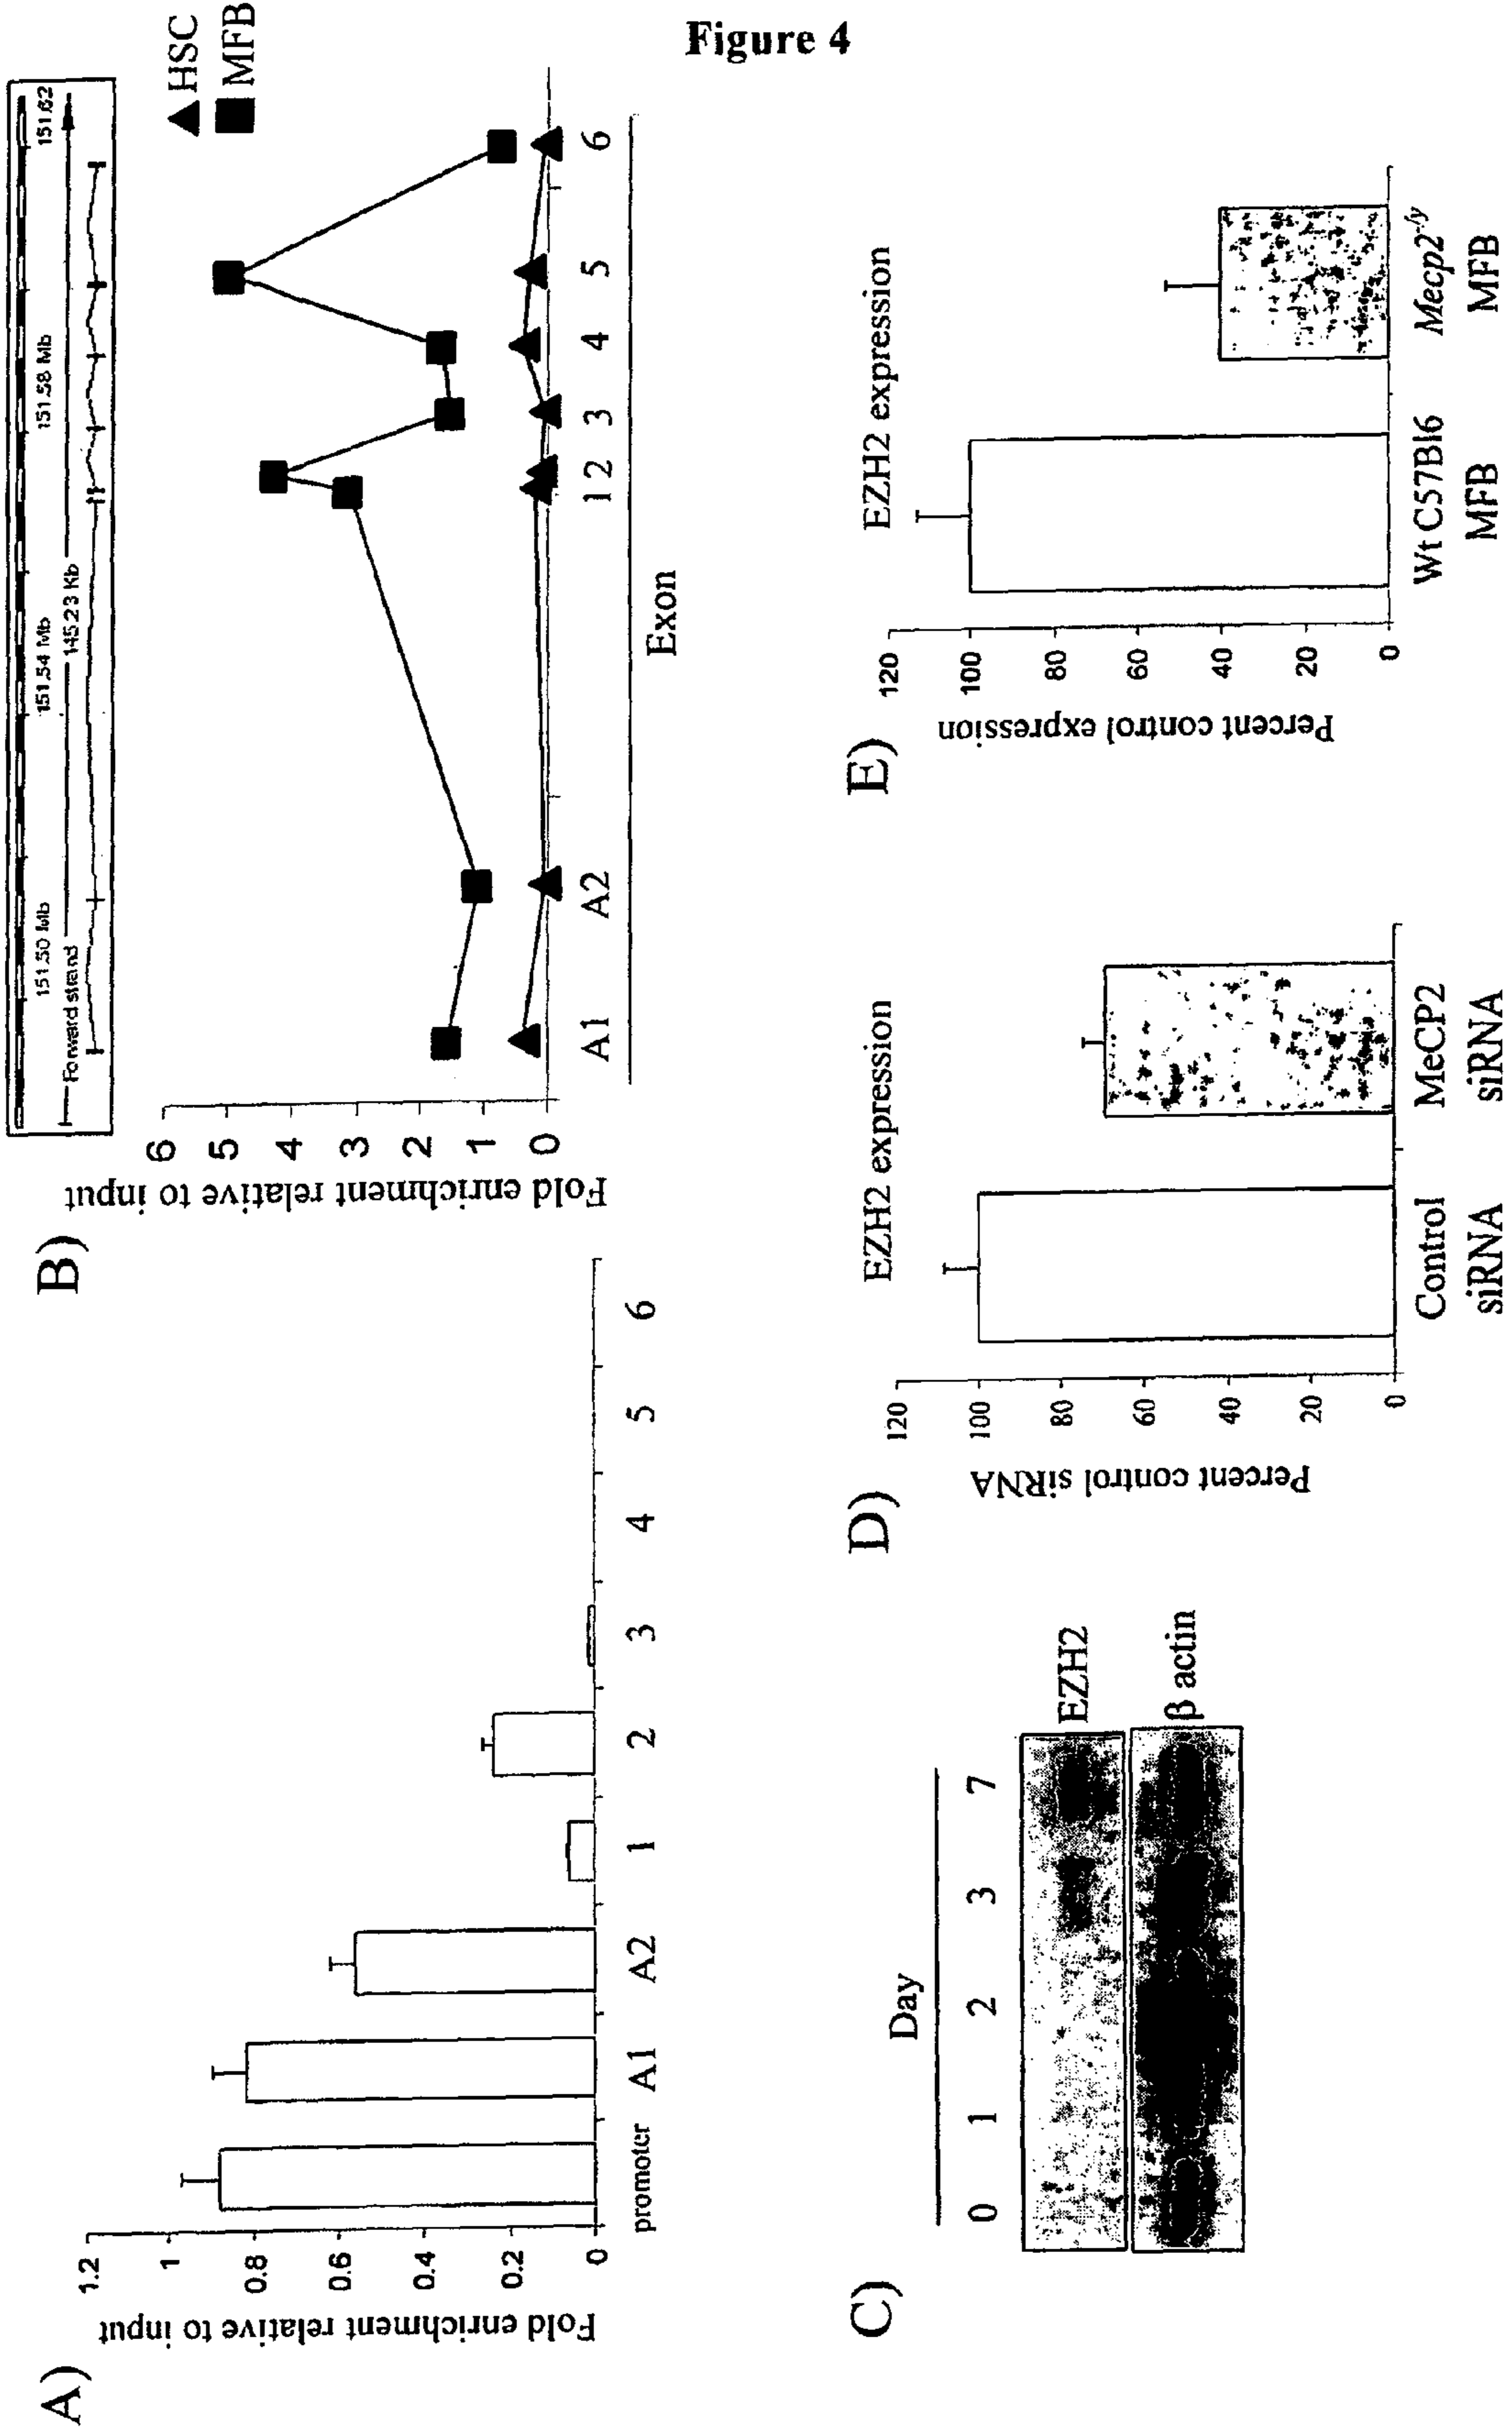 Figure 4
A)
Fold enrichment relative to input
1.2
1
0.8
0.6
0.4
0.2
0
promoter A1 A2 1 2 3 4 5 6
B)
151.50 Mb 151.54 Mb 151.58 Mb 151.62
Forward strand 145.23 Kb
HSC
MFB
Fold enrichment relative to input
6
5
4
3
2
1
0
A1 A2 1 2 3 4 5 6
Exon
C)
Day
0 1 2 3 7
EZH2
β actin
D)
EZH2 expression
Percent control siRNA
120
100
80
60
40
20
0
Control MeCP2
siRNA siRNA
E)
EZH2 expression
Percent control expression
120
100
80
60
40
20
0
Wt C57Bl6 Mecp2-/y
MFB MFB